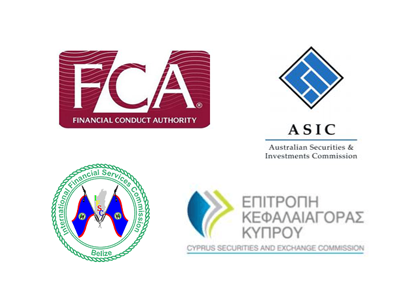 FCA®
FINANCIAL CONDUCT AUTHORITY
ASIC
Australian Securities &
Investments Commission
International Financial Services Commission
Belize
ΕΠΙΤΡΟΠΗ
ΚΕΦΑΛΑΙΑΓΟΡΑΣ
ΚΥΠΡΟΥ
CYPRUS SECURITIES AND EXCHANGE COMMISSION